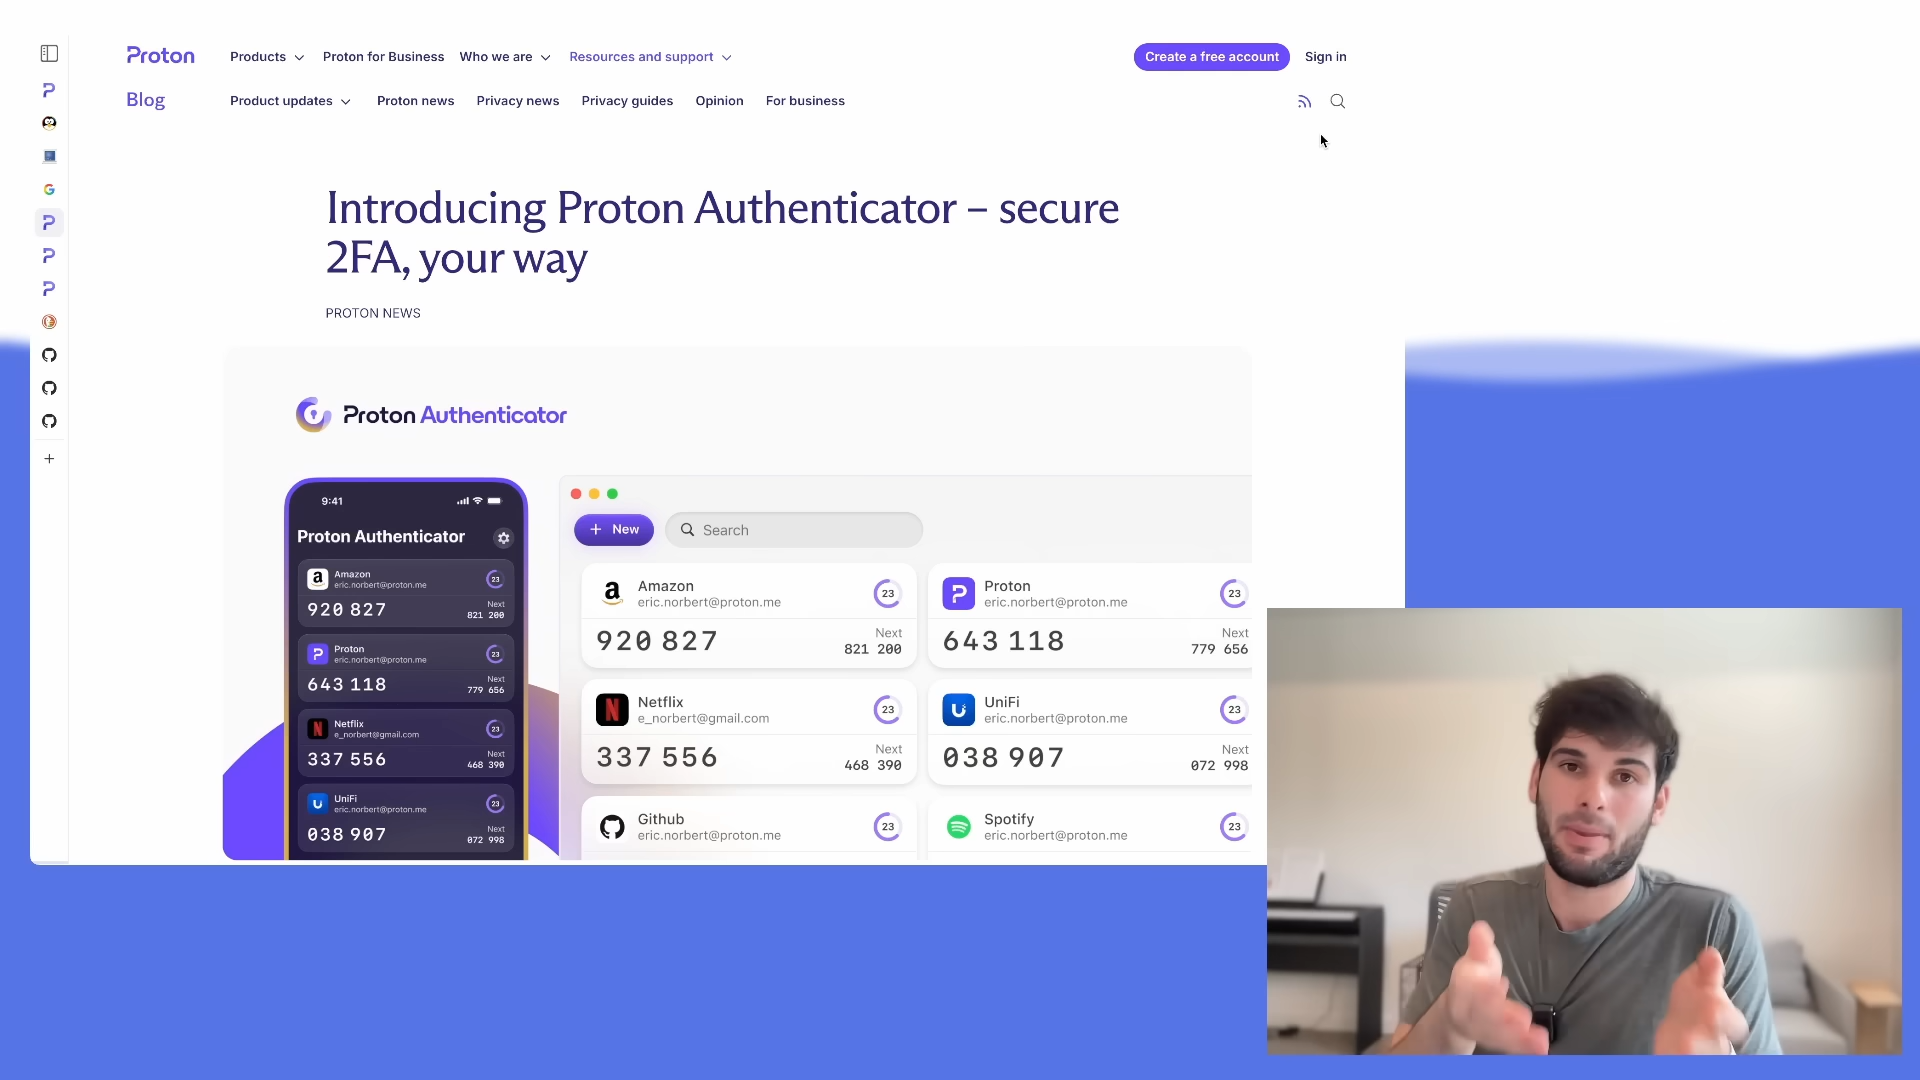 Proton
Products
Proton for Business
Who we are
Resources and support
Create a free account
Sign in
Blog
Product updates
Proton news
Privacy news
Privacy guides
Opinion
For business
Introducing Proton Authenticator – secure
2FA, your way
PROTON NEWS
Proton Authenticator
9:41
Proton Authenticator
Amazon
eric.norbert@proton.me
23
920 827
Next
821 200
Proton
eric.norbert@proton.me
23
643 118
Next
779 656
Netflix
e_norbert@gmail.com
23
337 556
Next
468 390
UniFi
eric.norbert@proton.me
23
038 907
Next
072 998
+ New
Search
Amazon
eric.norbert@proton.me
23
920 827
Next
821 200
Proton
eric.norbert@proton.me
23
643 118
Next
779 656
Netflix
e_norbert@gmail.com
23
337 556
Next
468 390
UniFi
eric.norbert@proton.me
23
038 907
Next
072 998
Github
eric.norbert@proton.me
23
Spotify
eric.norbert@proton.me
23